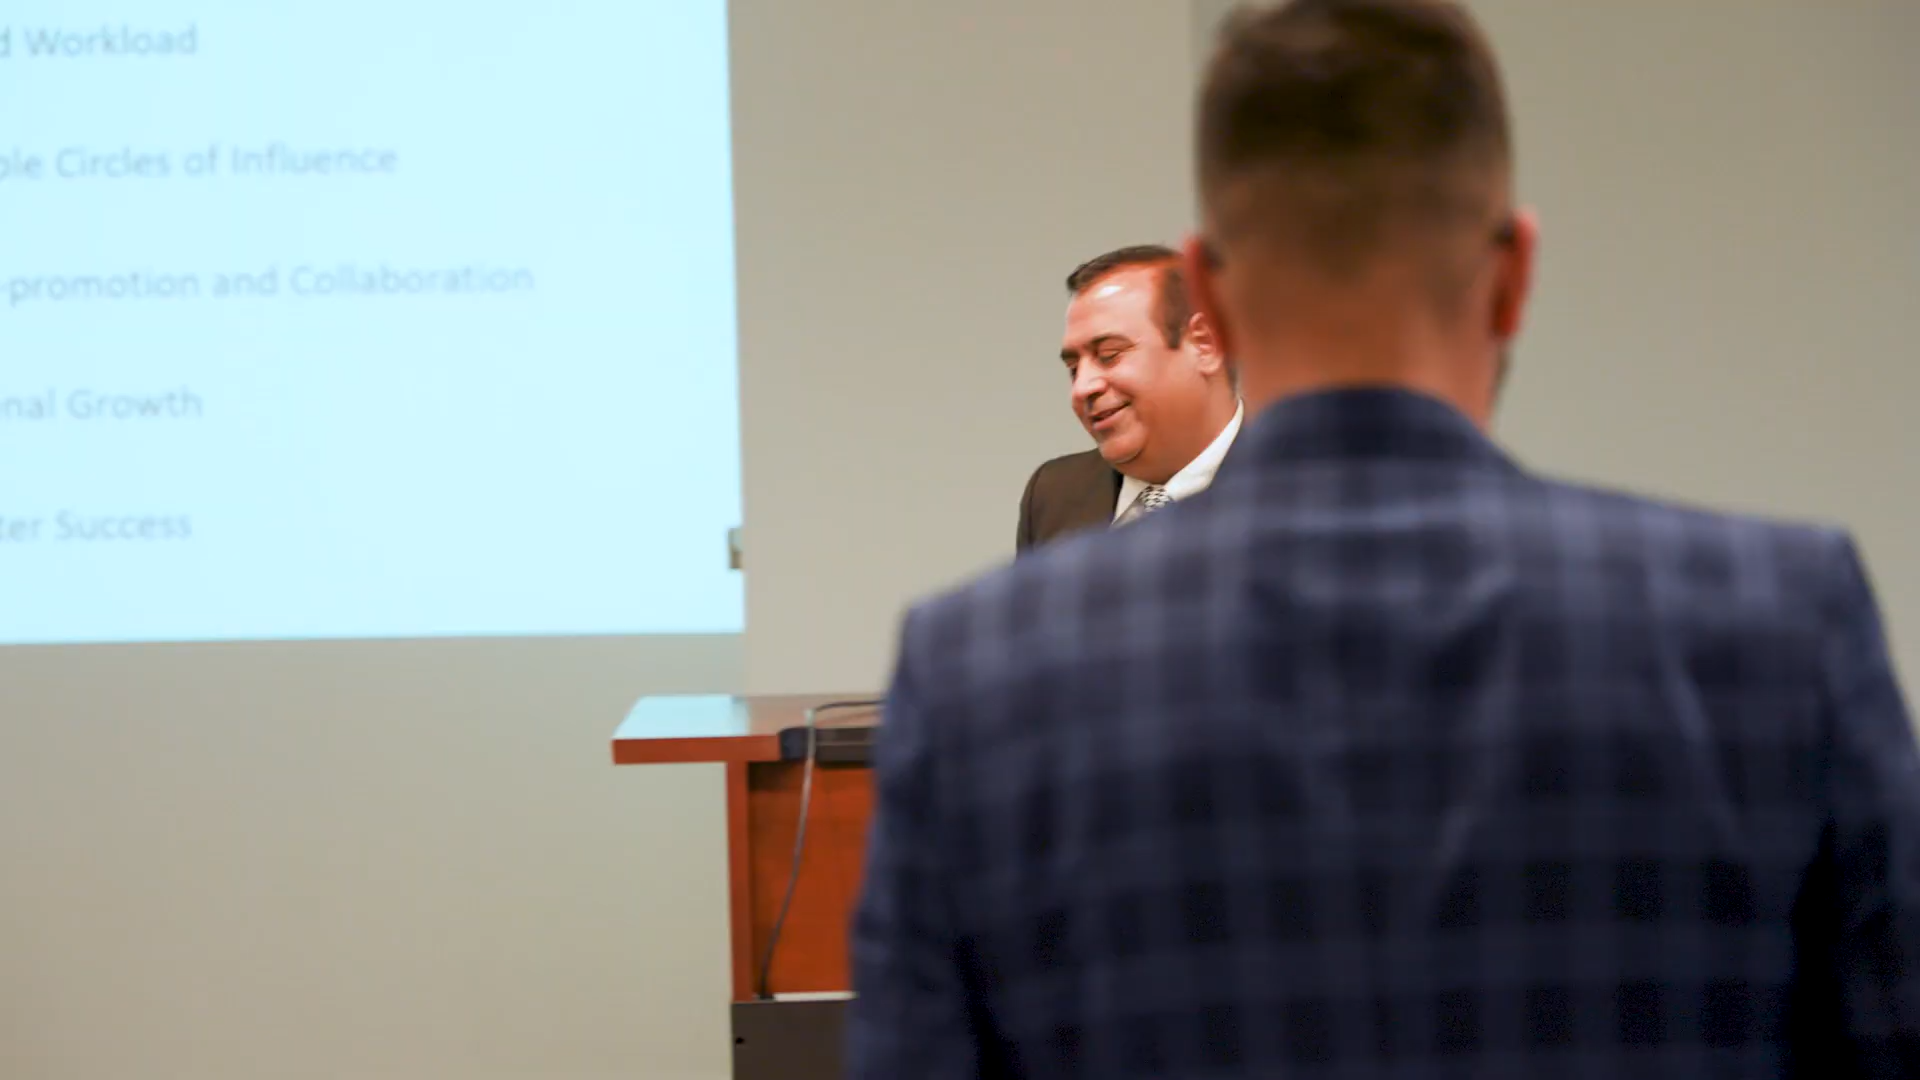 d Workload
ple Circles of Influence
-promotion and Collaboration
nal Growth
ter Success